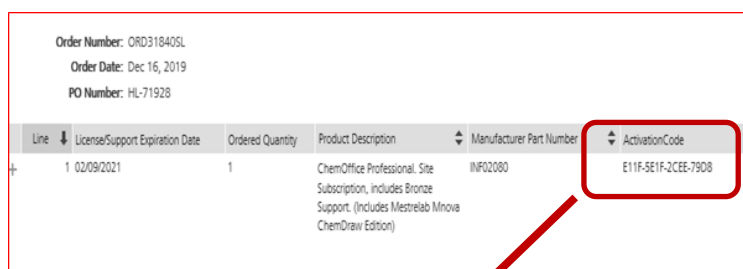 Order Number: ORD31840SL
Order Date: Dec 16, 2019
PO Number: HL-71928
Line License/Support Expiration Date Ordered Quantity Product Description Manufacturer Part Number ActivationCode
1 02/09/2021 1 ChemOffice Professional. Site INF02080 E11F-5E1F-2CEE-79D8
Subscription, includes Bronze
Support. (Includes Mestrelab Mnova
ChemDraw Edition)